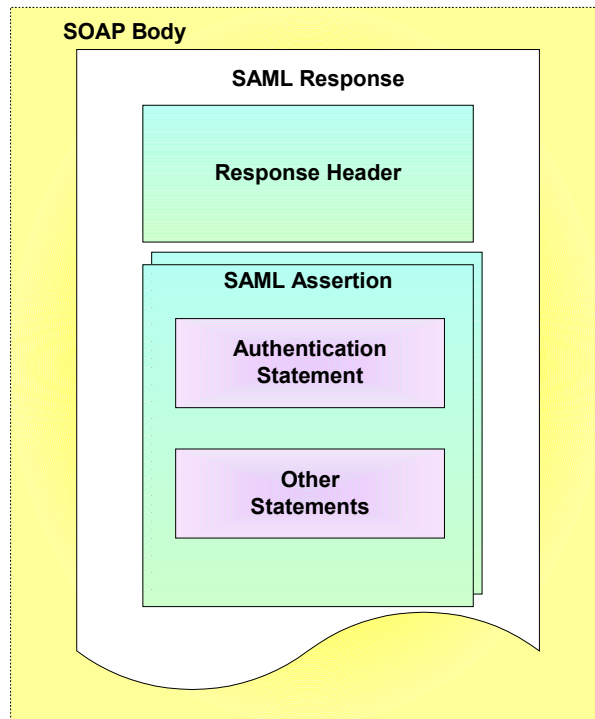 SOAP Body
SAML Response
Response Header
SAML Assertion
Authentication
Statement
Other
Statements